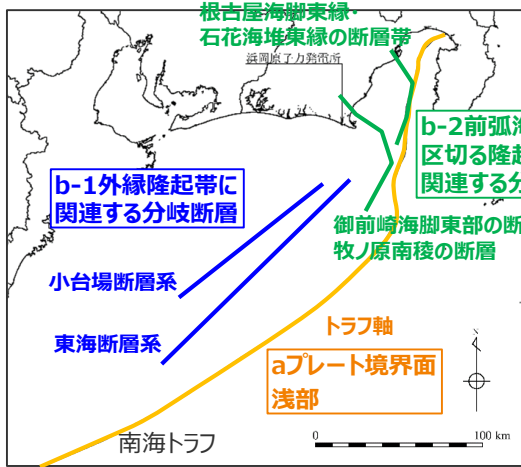 根古屋海脚東縁・
石花海堆東縁の断層帯
浜岡原子力発電所
b-2前弧海
区切る隆起
関連する分
b-1外縁隆起帯に
関連する分岐断層
御前崎海脚東部の断
牧ノ原南稜の断層
小台場断層系
東海断層系
トラフ軸
aプレート境界面
浅部
N
南海トラフ
0 100 km